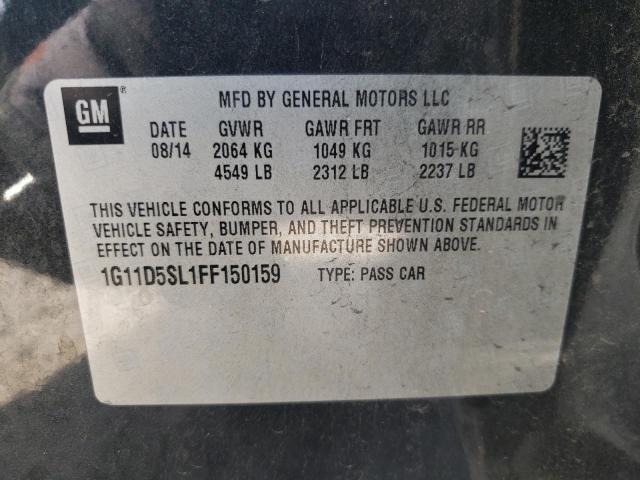 GM®
MFD BY GENERAL MOTORS LLC
DATE GVWR GAWR FRT GAWR RR
08/14 2064 KG 1049 KG 1015 KG
4549 LB 2312 LB 2237 LB
THIS VEHICLE CONFORMS TO ALL APPLICABLE U.S. FEDERAL MOTOR
VEHICLE SAFETY, BUMPER, AND THEFT PREVENTION STANDARDS IN
EFFECT ON THE DATE OF MANUFACTURE SHOWN ABOVE.
1G11D5SL1FF150159 TYPE: PASS CAR